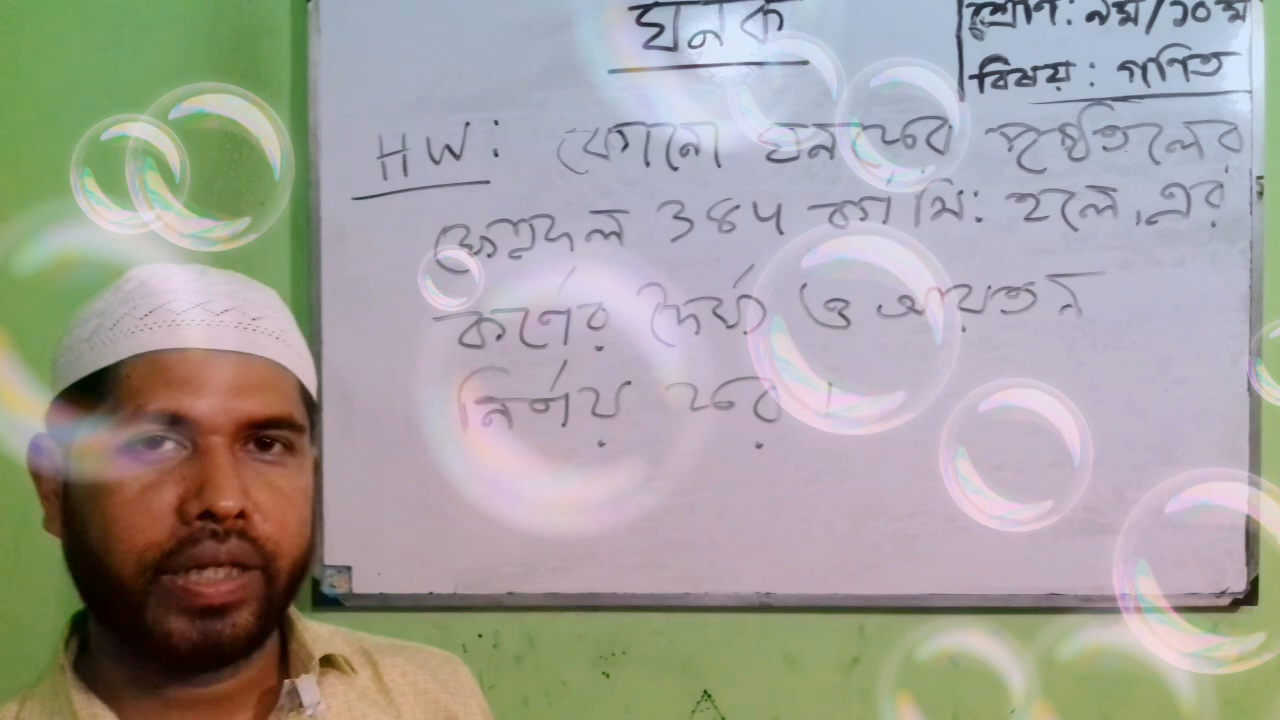 ঘনক
শ্রেণি: ৯ম/১০ম
বিষয়: গণিত
HW: কোনো ঘনকের পৃষ্ঠতলের
ক্ষেত্রফল 384 বর্গ মি: হলে, এর
কর্ণের দৈর্ঘ্য ও আয়তন
নির্ণয় কর।